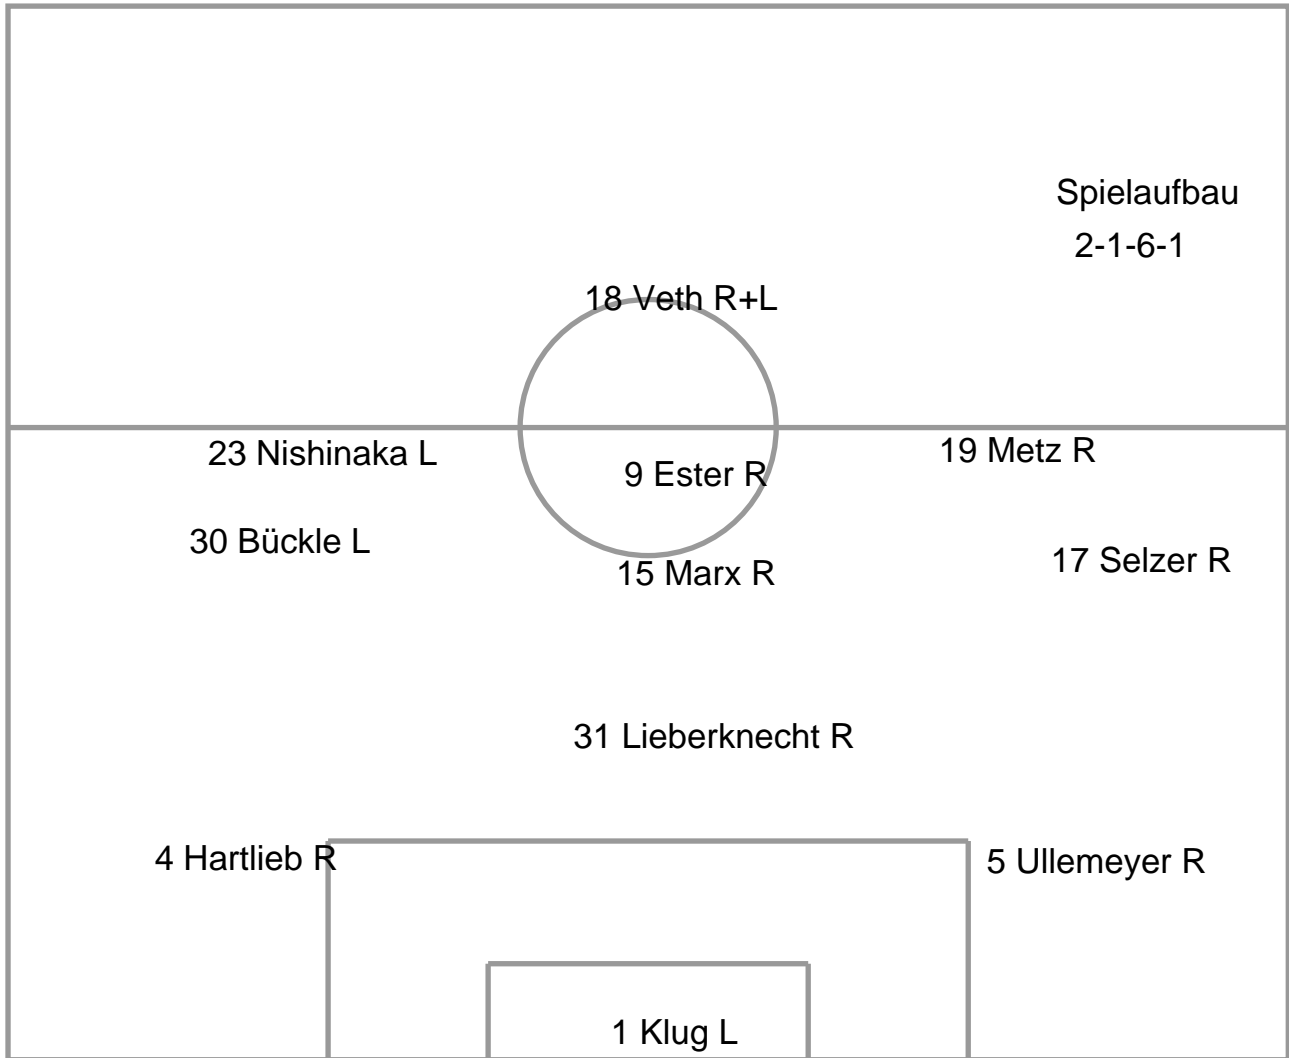 Spielaufbau
2-1-6-1
18 Veth R+L
23 Nishinaka L
9 Ester R
19 Metz R
30 Bückle L
15 Marx R
17 Selzer R
31 Lieberknecht R
4 Hartlieb R
5 Ullemeyer R
1 Klug L